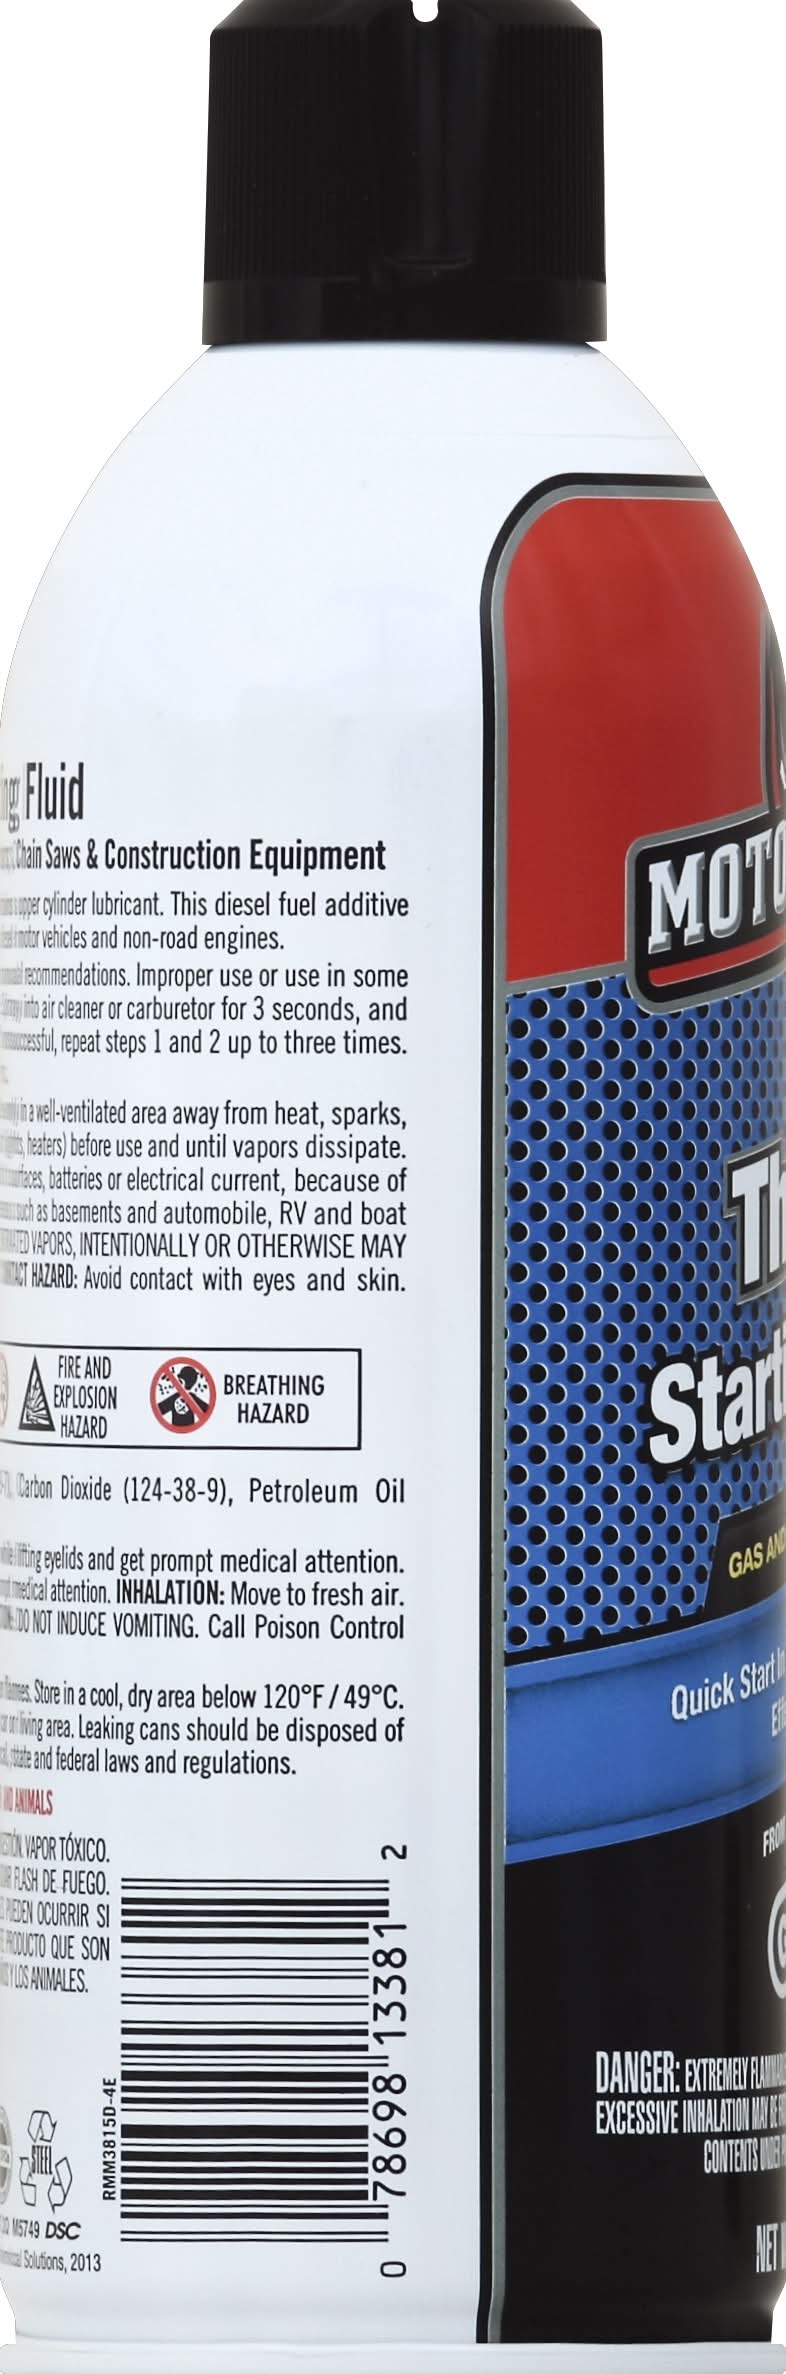 Fluid
Chain Saws & Construction Equipment
upper cylinder lubricant. This diesel fuel additive
motor vehicles and non-road engines.
recommendations. Improper use or use in some
into air cleaner or carburetor for 3 seconds, and
repeat steps 1 and 2 up to three times.
in a well-ventilated area away from heat, sparks,
heaters) before use and until vapors dissipate.
batteries or electrical current, because of
such as basements and automobile, RV and boat
VAPORS, INTENTIONALLY OR OTHERWISE MAY
HAZARD: Avoid contact with eyes and skin.
FIRE AND
EXPLOSION
HAZARD
BREATHING
HAZARD
Carbon Dioxide (124-38-9), Petroleum Oil
lifting eyelids and get prompt medical attention.
medical attention. INHALATION: Move to fresh air.
DO NOT INDUCE VOMITING. Call Poison Control
Store in a cool, dry area below 120°F / 49°C.
or living area. Leaking cans should be disposed of
state and federal laws and regulations.
AND ANIMALS
VAPOR TÓXICO.
FLASH DE FUEGO.
PUEDEN OCURRIR SI
PRODUCTO QUE SON
Y LOS ANIMALES.
RMM3815D-4E
0 78698 13381 2
STEEL
M5749 DSC
Solutions, 2013
MOTO
Th
Start
GAS AND
Quick Start In
Effe
FROM
DANGER: EXTREMELY FLAMMA
EXCESSIVE INHALATION MAY BE
CONTENTS UNDER
NET